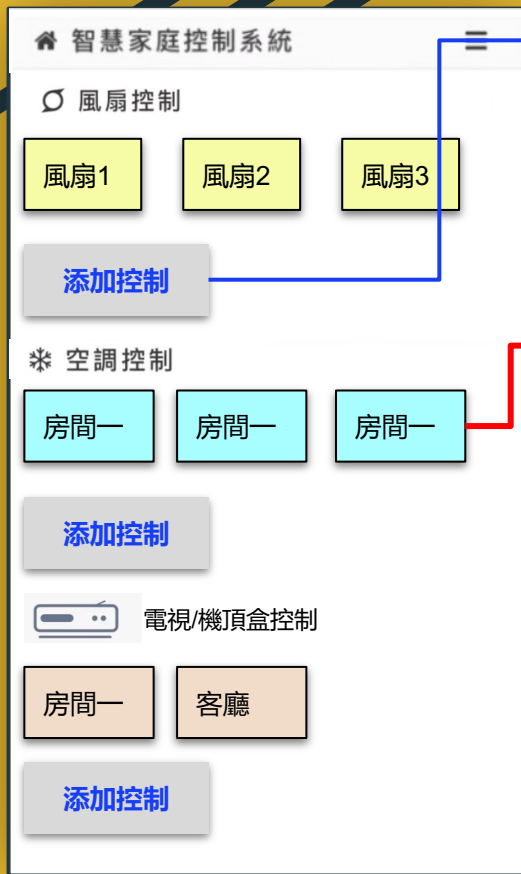 智慧家庭控制系統
風扇控制
風扇1 風扇2 風扇3
添加控制
空調控制
房間一 房間一 房間一
添加控制
電視/機頂盒控制
房間一 客廳
添加控制